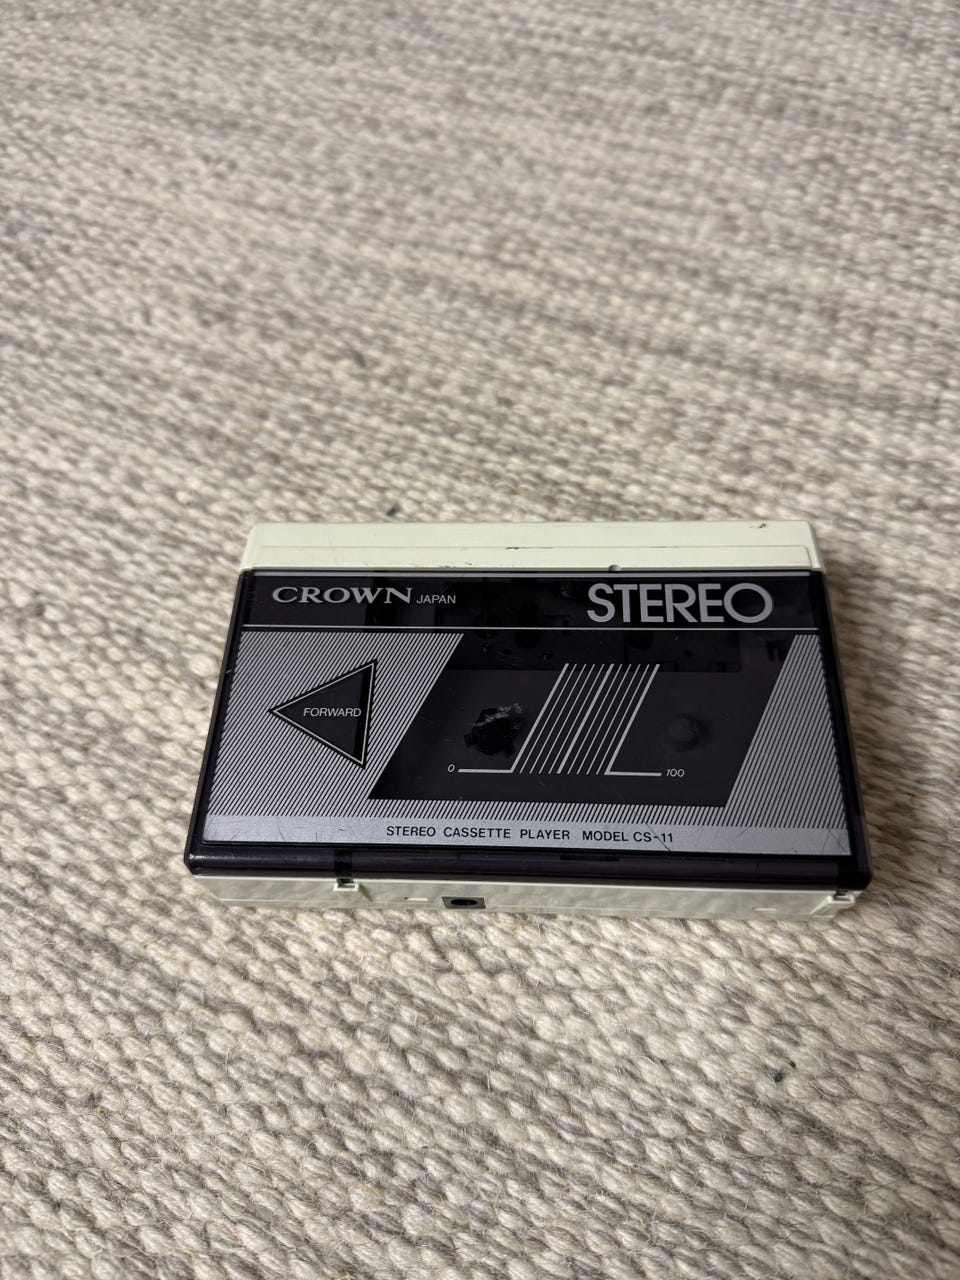 CROWN JAPAN STEREO
FORWARD
0 100
STEREO CASSETTE PLAYER MODEL CS-11